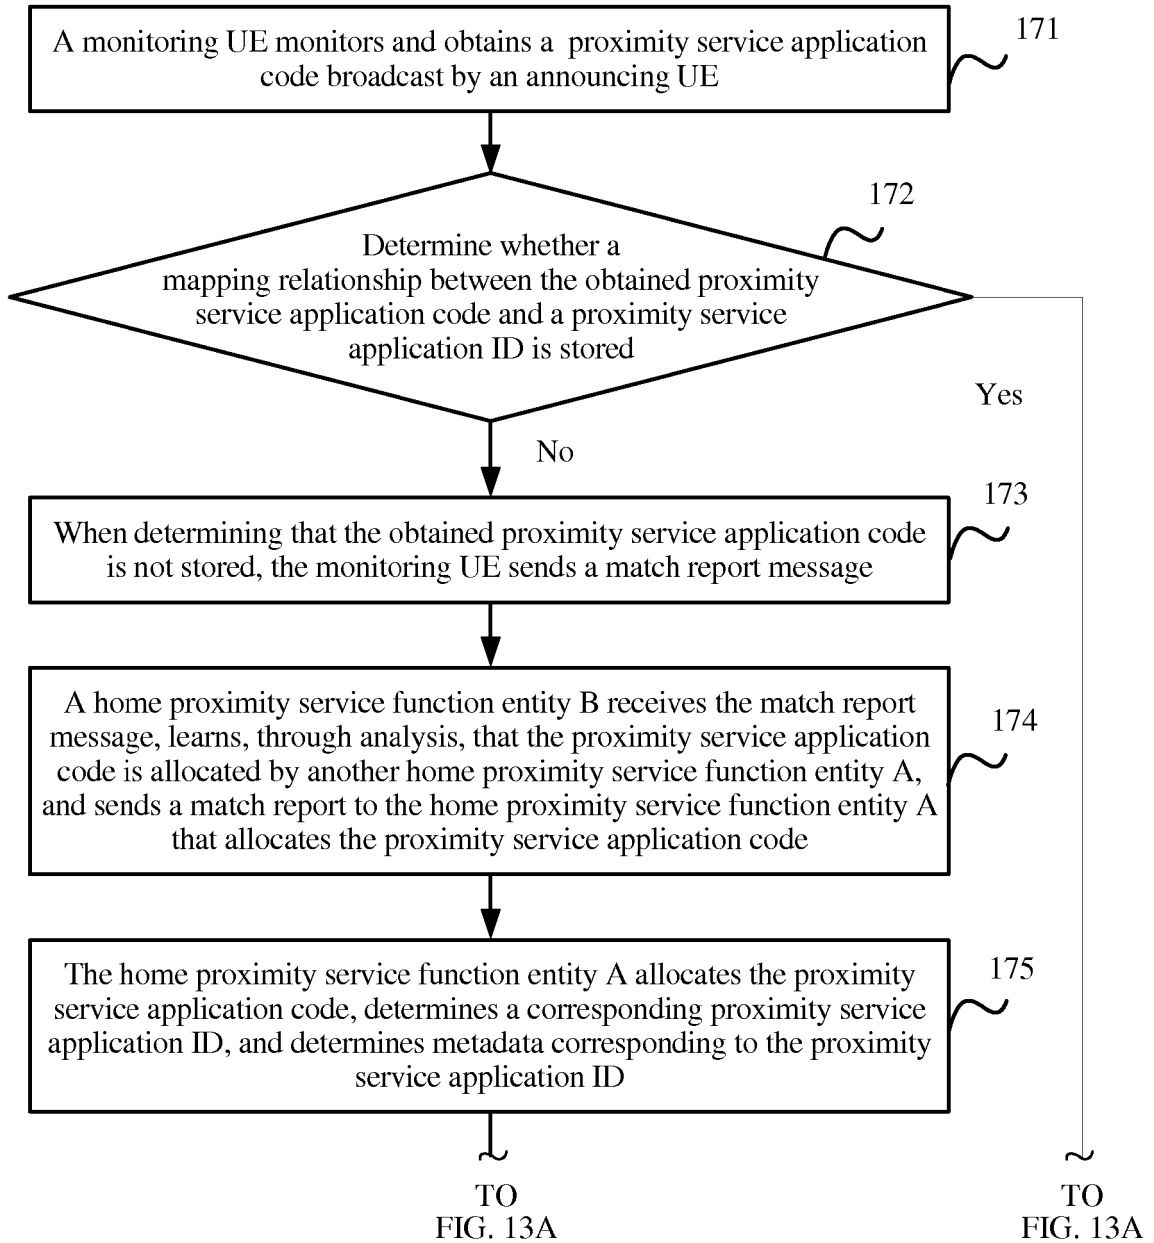 A monitoring UE monitors and obtains a proximity service application
code broadcast by an announcing UE
171
172
Determine whether a
mapping relationship between the obtained proximity
service application code and a proximity service
application ID is stored
Yes
No
173
When determining that the obtained proximity service application code
is not stored, the monitoring UE sends a match report message
A home proximity service function entity B receives the match report
message, learns, through analysis, that the proximity service application
code is allocated by another home proximity service function entity A,
and sends a match report to the home proximity service function entity A
that allocates the proximity service application code
174
The home proximity service function entity A allocates the proximity
service application code, determines a corresponding proximity service
application ID, and determines metadata corresponding to the proximity
service application ID
175
TO
FIG. 13A
TO
FIG. 13A